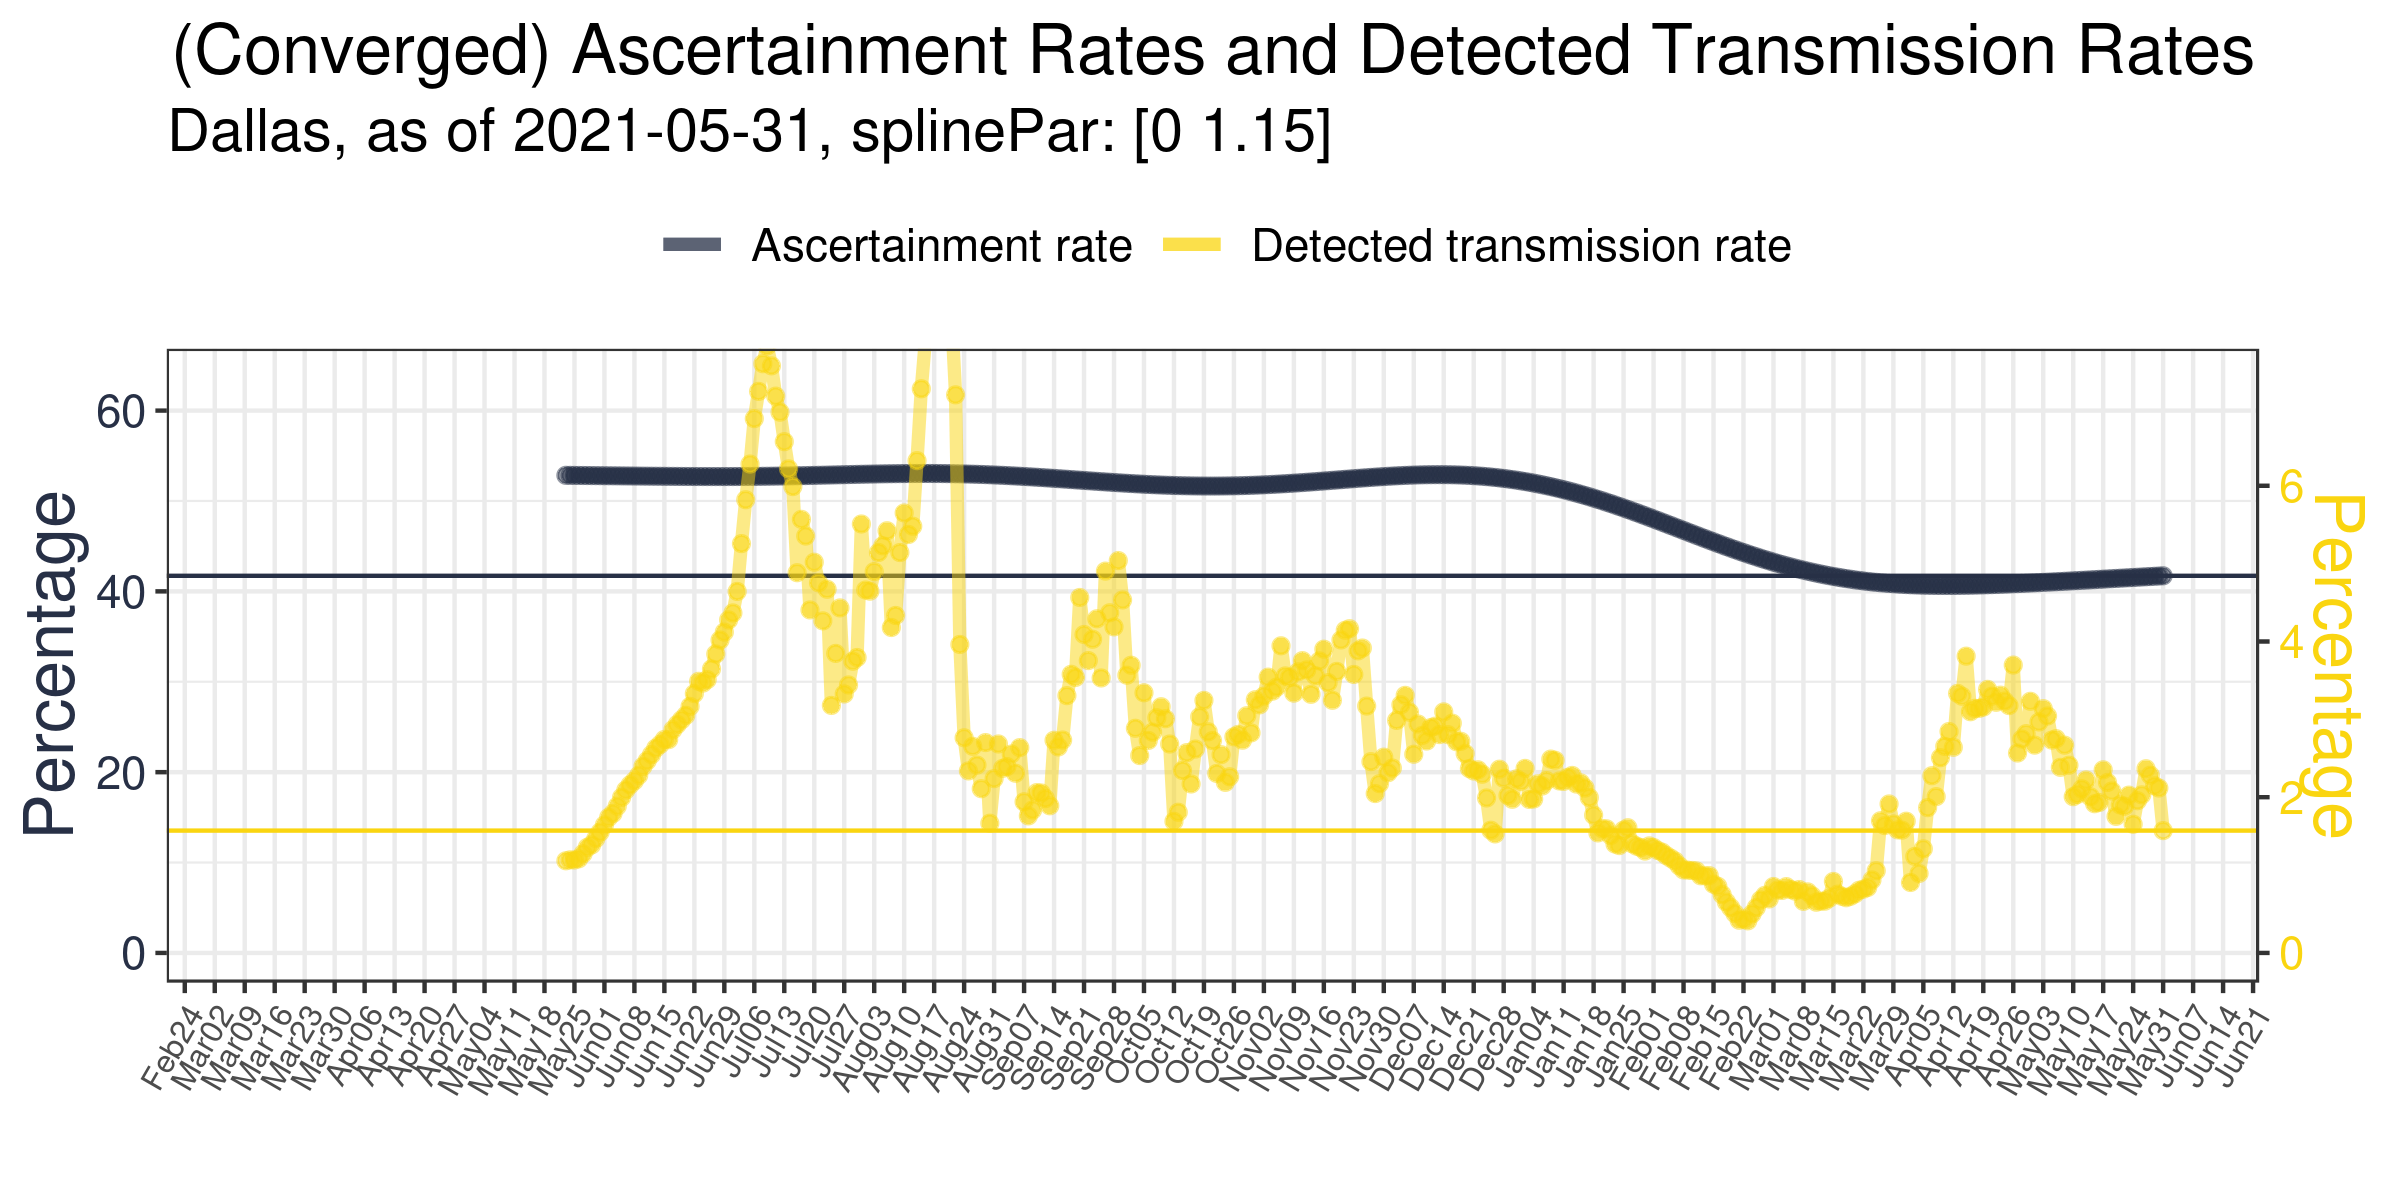 (Converged) Ascertainment Rates and Detected Transmission Rates
Dallas, as of 2021-05-31, splinePar: [0 1.15]
Ascertainment rate Detected transmission rate
Percentage
60
40
20
0
6
4
2
0
Percentage
Feb24 Mar02 Mar09 Mar16 Mar23 Mar30 Apr06 Apr13 Apr20 Apr27 May04 May11 May18 May25 Jun01 Jun08 Jun15 Jun22 Jun29 Jul06 Jul13 Jul20 Jul27 Aug03 Aug10 Aug17 Aug24 Aug31 Sep07 Sep14 Sep21 Sep28 Oct05 Oct12 Oct19 Oct26 Nov02 Nov09 Nov16 Nov23 Nov30 Dec07 Dec14 Dec21 Dec28 Jan04 Jan11 Jan18 Jan25 Feb01 Feb08 Feb15 Feb22 Mar01 Mar08 Mar15 Mar22 Mar29 Apr05 Apr12 Apr19 Apr26 May03 May10 May17 May24 May31 Jun07 Jun14 Jun21